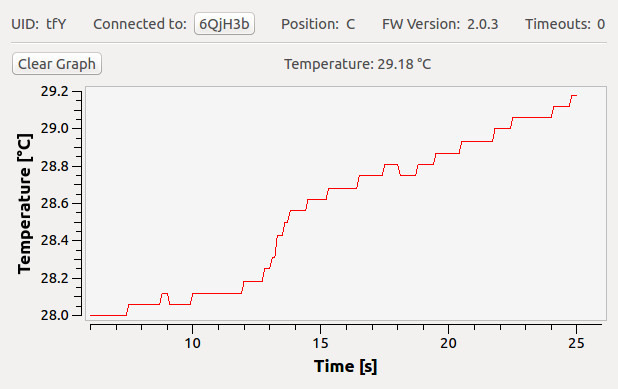 UID: tfY Connected to: 6QjH3b Position: C FW Version: 2.0.3 Timeouts: 0
Clear Graph Temperature: 29.18 °C
Temperature [°C]
29.2
29.0
28.8
28.6
28.4
28.2
28.0
10 15 20 25
Time [s]